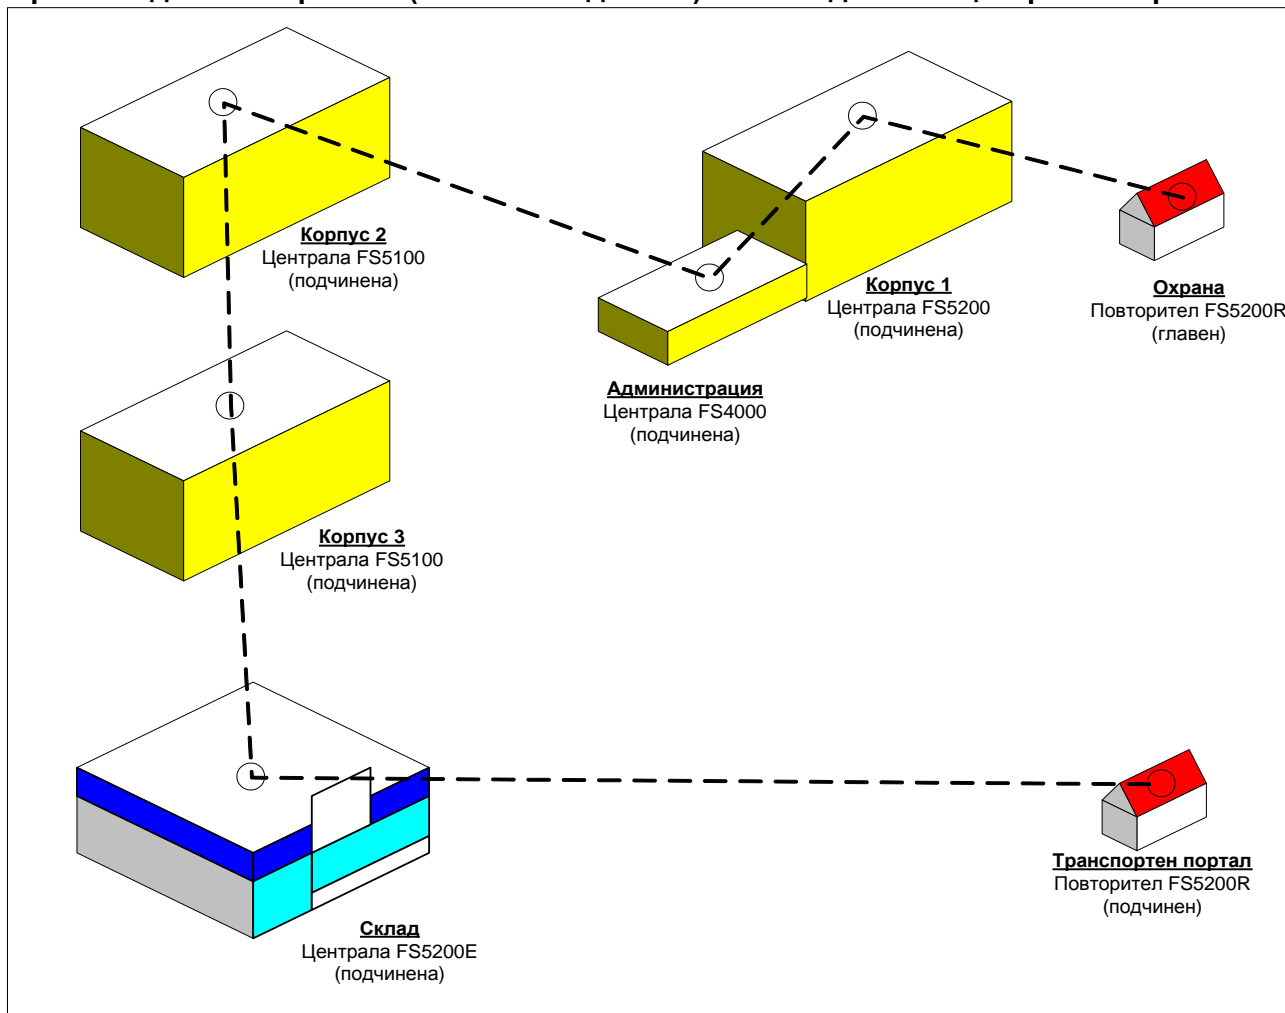 Корпус 2
Централа FS5100
(подчинена)
Корпус 1
Централа FS5200
(подчинена)
Охрана
Повторител FS5200R
(главен)
Администрация
Централа FS4000
(подчинена)
Корпус 3
Централа FS5100
(подчинена)
Транспортен портал
Повторител FS5200R
(подчинен)
Склад
Централа FS5200E
(подчинена)